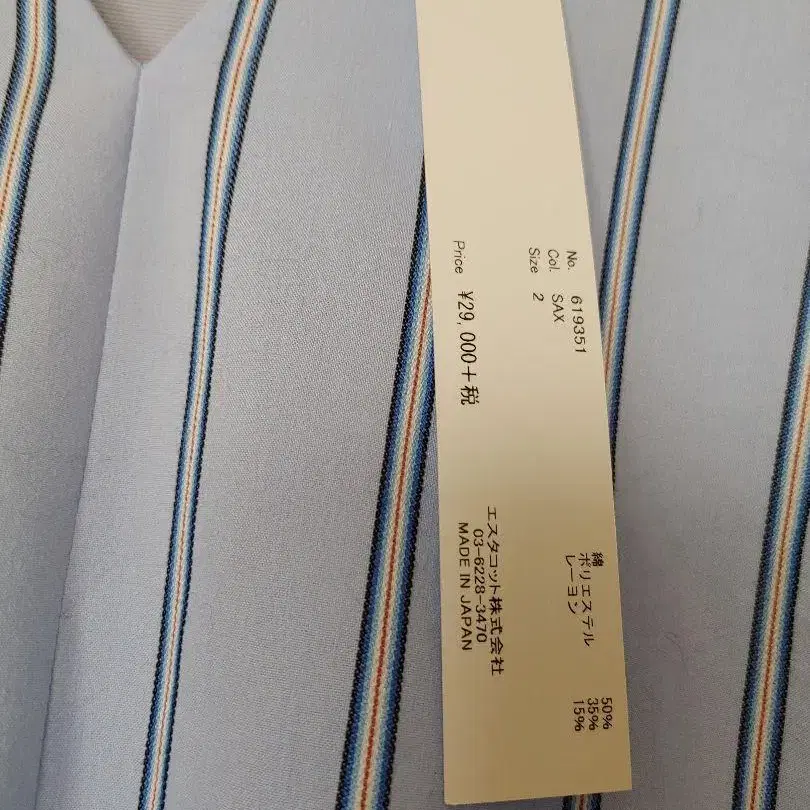 No. 619351
Col. SAX
Size 2
Price ¥29,000+税
綿 50%
ポリエステル 35%
レーヨン 15%
エスタコット株式会社
03-6228-3470
MADE IN JAPAN